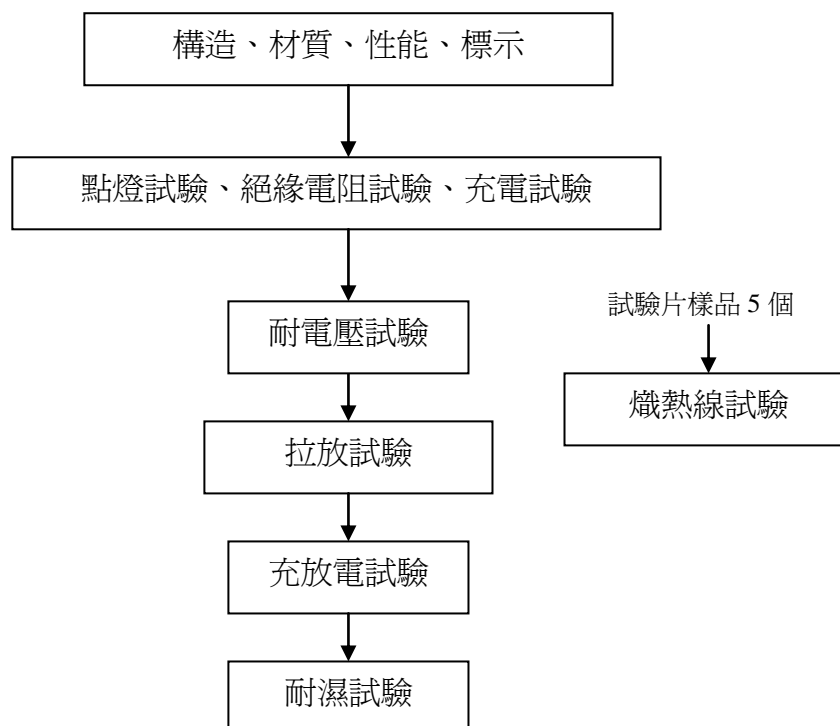 構造、材質、性能、標示
點燈試驗、絕緣電阻試驗、充電試驗
耐電壓試驗
試驗片樣品 5 個
熾熱線試驗
拉放試驗
充放電試驗
耐濕試驗